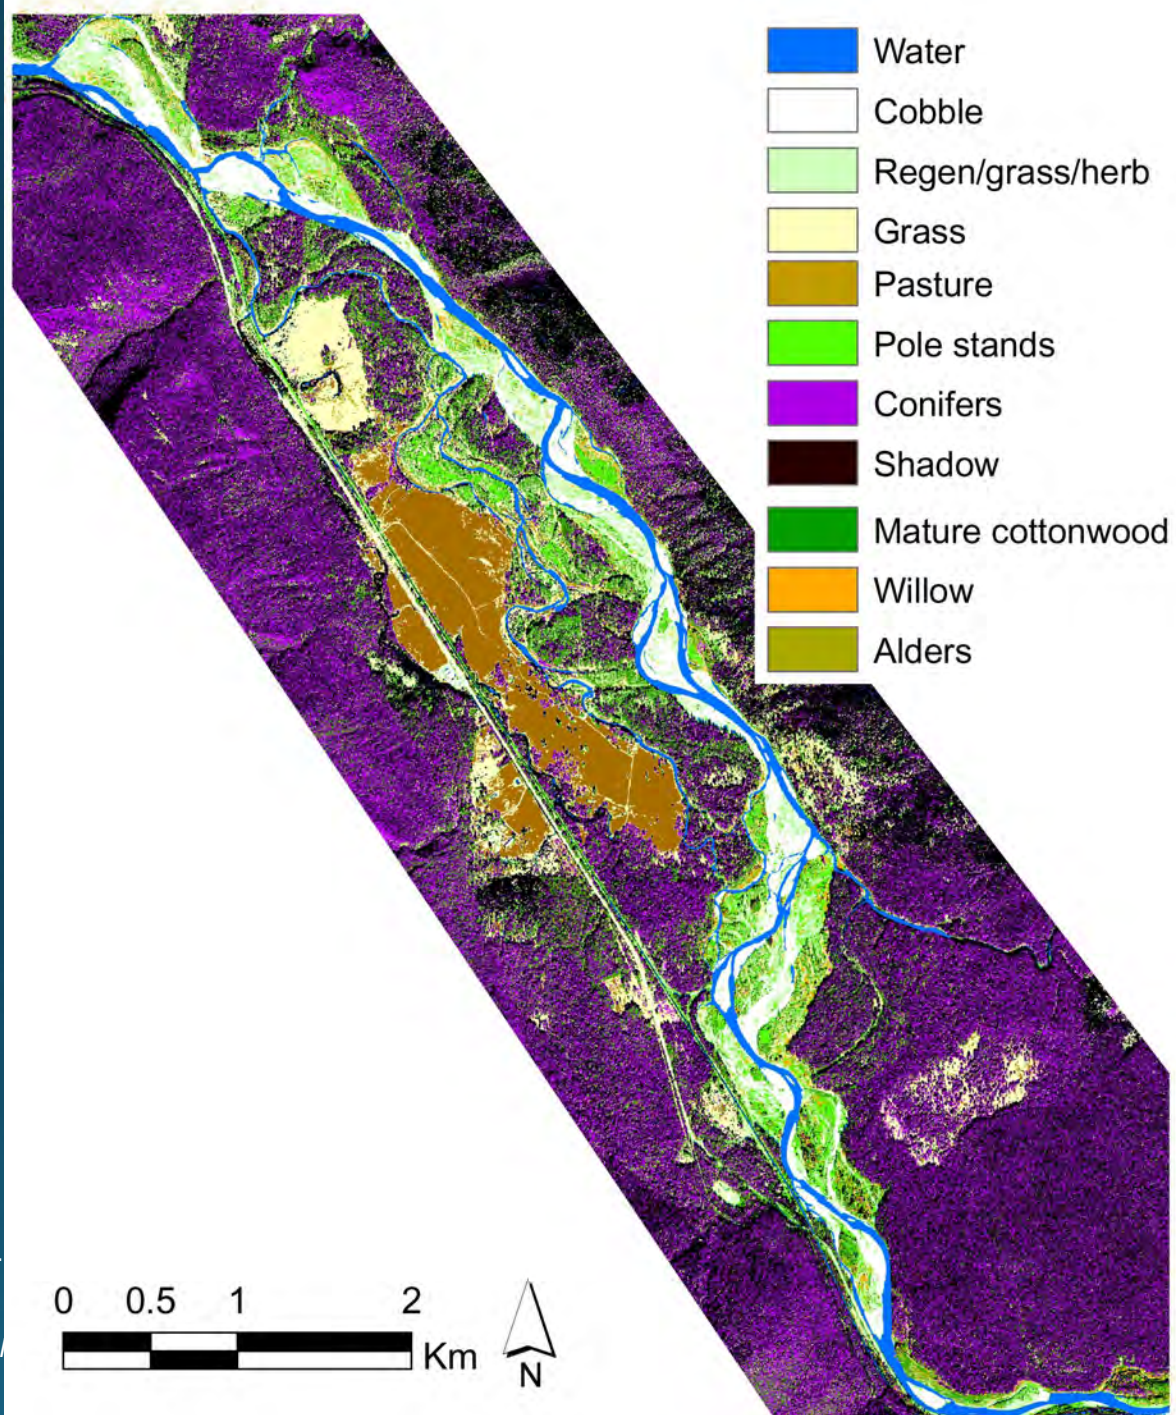 Water
Cobble
Regen/grass/herb
Grass
Pasture
Pole stands
Conifers
Shadow
Mature cottonwood
Willow
Alders
0 0.5 1 2
Km
N